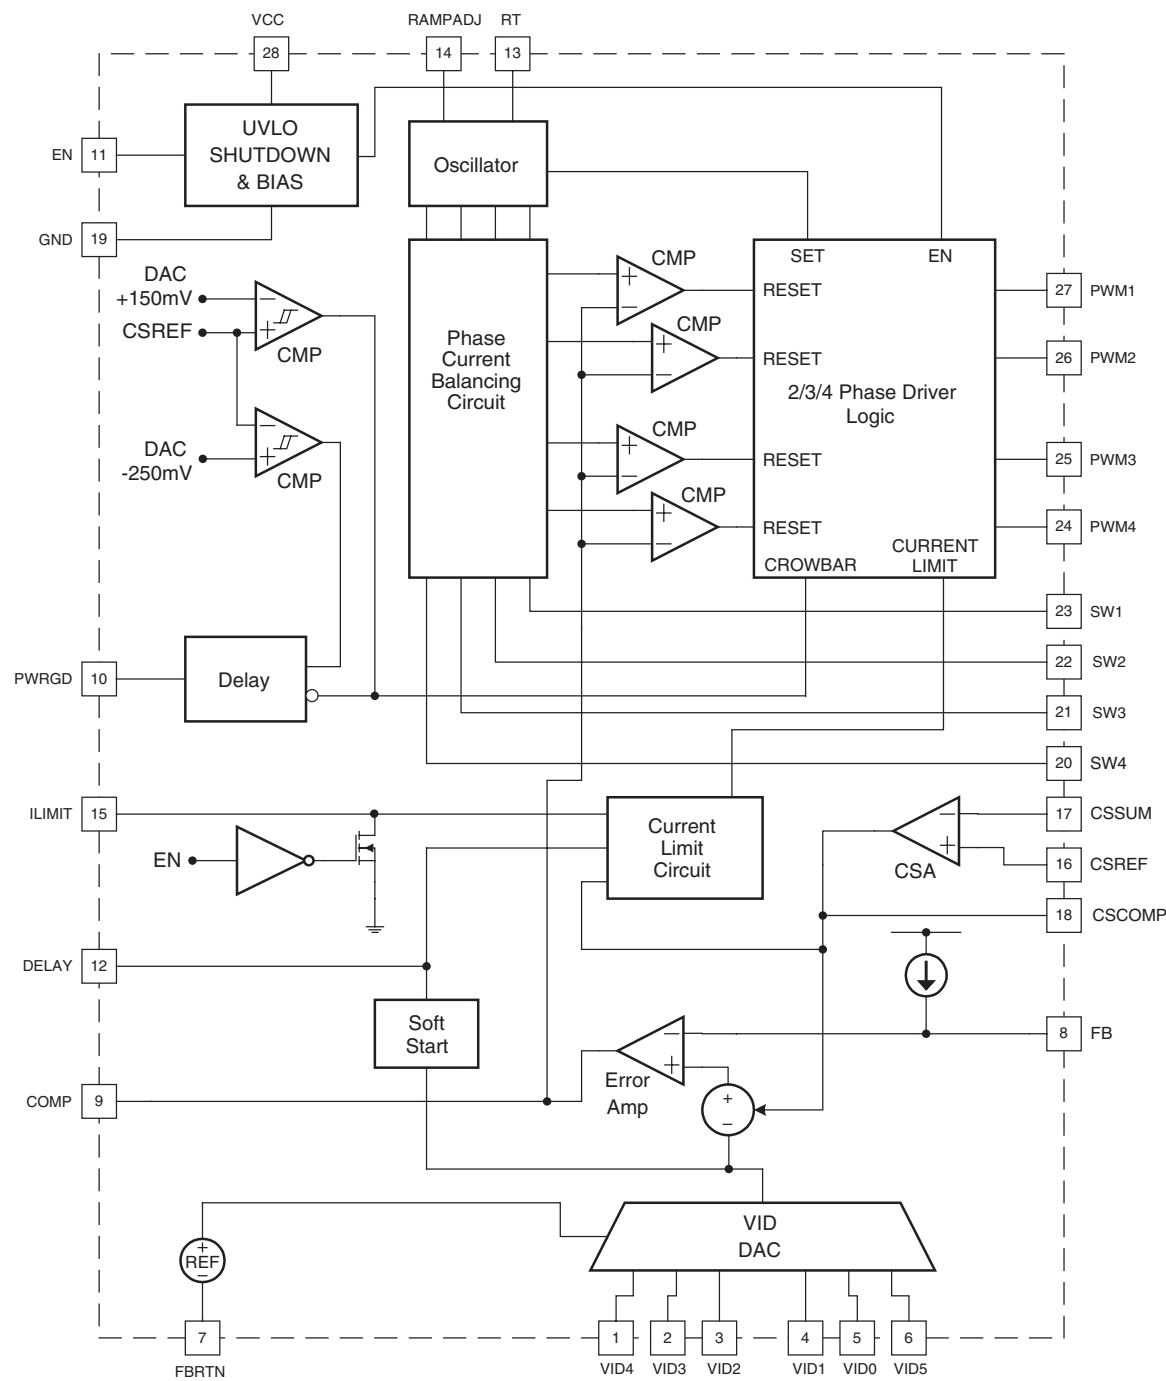 VCC
RAMPADJ
RT
28
14
13
UVLO
SHUTDOWN
& BIAS
EN
11
Oscillator
GND
19
DAC
+150mV
CSREF
−
+
CMP
DAC
-250mV
−
+
CMP
Phase
Current
Balancing
Circuit
CMP
+
−
CMP
+
−
CMP
+
−
CMP
+
−
SET
EN
RESET
RESET
2/3/4 Phase Driver
Logic
RESET
RESET
CROWBAR
CURRENT
LIMIT
27
PWM1
26
PWM2
25
PWM3
24
PWM4
23
SW1
22
SW2
21
SW3
20
SW4
PWRGD
10
Delay
ILIMIT
15
EN
Current
Limit
Circuit
−
+
CSA
17
CSSUM
16
CSREF
18
CSCOMP
DELAY
12
Soft
Start
COMP
9
−
+
Error
Amp
+
−
8
FB
VID
DAC
+
REF
−
7
FBRTN
1
2
3
4
5
6
VID4
VID3
VID2
VID1
VID0
VID5